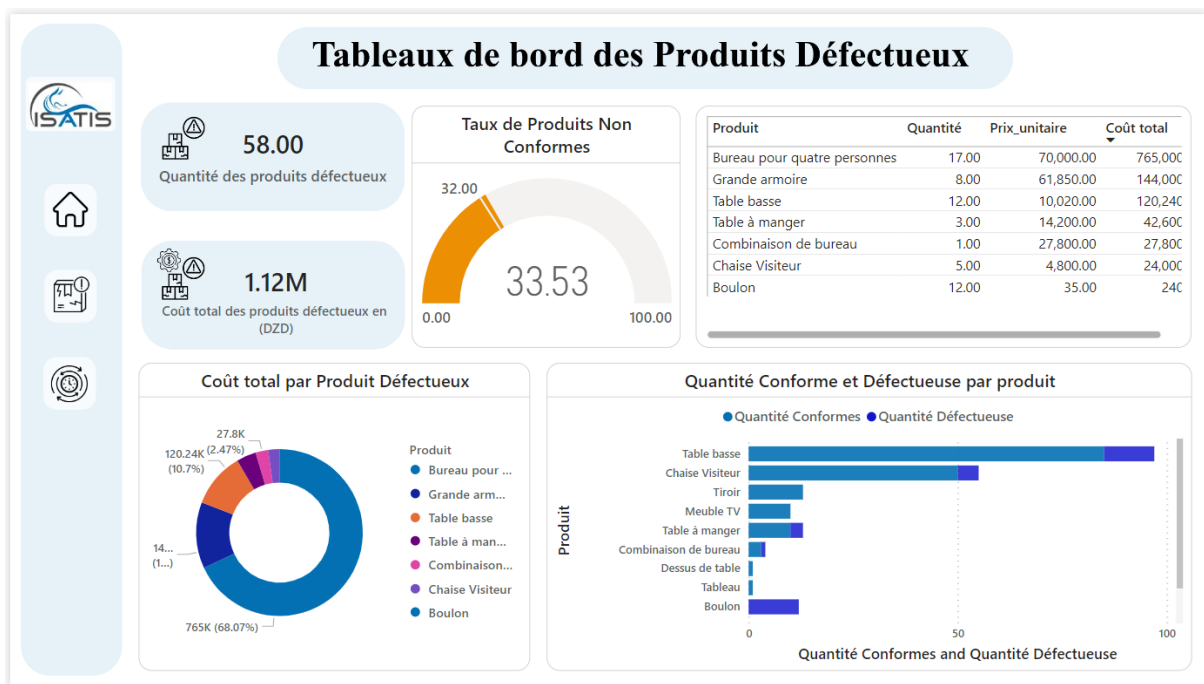 Tableaux de bord des Produits Défectueux
ISATIS
58.00
Quantité des produits défectueux
1.12M
Coût total des produits défectueux en
(DZD)
Taux de Produits Non
Conformes
32.00
33.53
0.00
100.00
Produit Quantité Prix_unitaire Coût total
Bureau pour quatre personnes 17.00 70,000.00 765,000
Grande armoire 8.00 61,850.00 144,000
Table basse 12.00 10,020.00 120,240
Table à manger 3.00 14,200.00 42,600
Combinaison de bureau 1.00 27,800.00 27,800
Chaise Visiteur 5.00 4,800.00 24,000
Boulon 12.00 35.00 240
Coût total par Produit Défectueux
27.8K
(2.47%)
120.24K
(10.7%)
14...
(1...)
765K (68.07%)
Produit
Bureau pour ...
Grande arm...
Table basse
Table à man...
Combinaison...
Chaise Visiteur
Boulon
Quantité Conforme et Défectueuse par produit
Quantité Conformes Quantité Défectueuse
Produit
Table basse
Chaise Visiteur
Tiroir
Meuble TV
Table à manger
Combinaison de bureau
Dessus de table
Tableau
Boulon
0 50 100
Quantité Conformes and Quantité Défectueuse